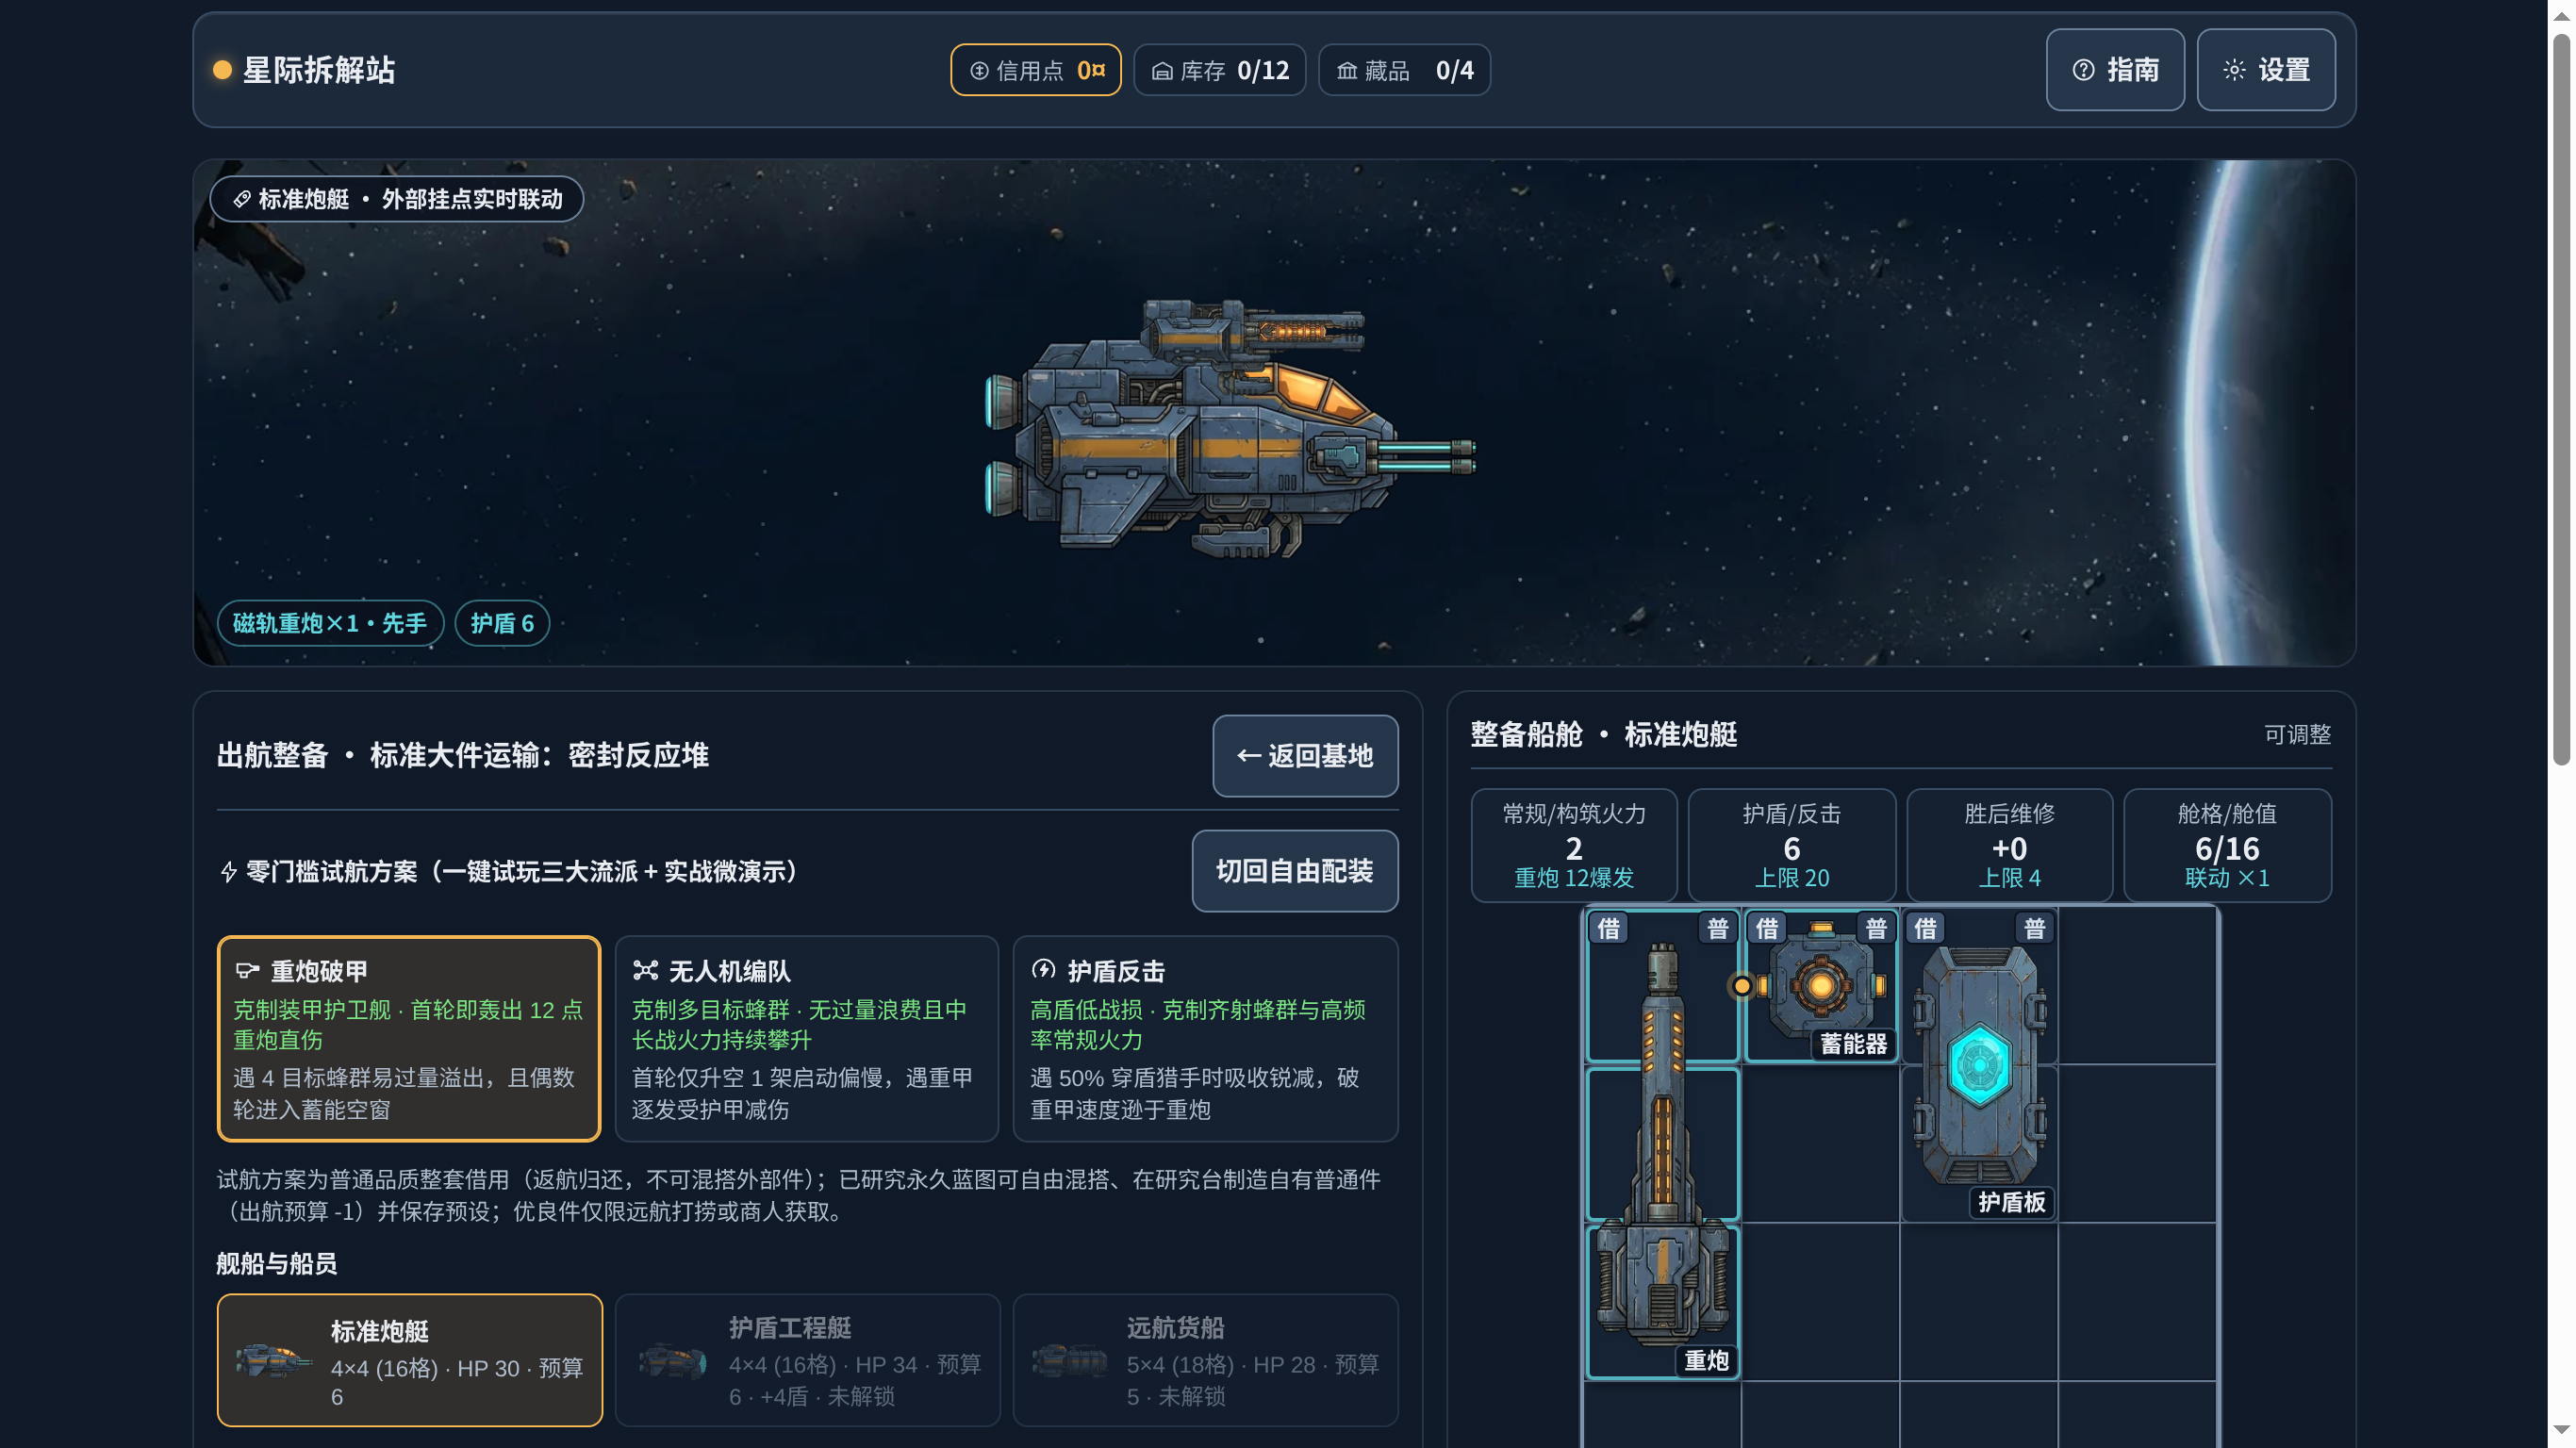 星际拆解站
信用点 0¤
库存 0/12
藏品 0/4
指南
设置
标准炮艇 · 外部挂点实时联动
磁轨重炮×1·先手
护盾 6
出航整备 · 标准大件运输：密封反应堆
← 返回基地
零门槛试航方案（一键试玩三大流派 + 实战微演示）
切回自由配装
重炮破甲
克制装甲护卫舰 · 首轮即轰出 12 点
重炮直伤
遇 4 目标蜂群易过量溢出，且偶数
轮进入蓄能空窗
无人机编队
克制多目标蜂群 · 无过量浪费且中
长战火力持续攀升
首轮仅升空 1 架启动偏慢，遇重甲
逐发受护甲减伤
护盾反击
高盾低战损 · 克制齐射蜂群与高频
率常规火力
遇 50% 穿盾猎手时吸收锐减，破
重甲速度逊于重炮
试航方案为普通品质整套借用（返航归还，不可混搭外部件）；已研究永久蓝图可自由混搭、在研究台制造自有普通件
（出航预算 -1）并保存预设；优良件仅限远航打捞或商人获取。
舰船与船员
标准炮艇
4×4 (16格) · HP 30 · 预算
6
护盾工程艇
4×4 (16格) · HP 34 · 预算
6 · +4盾 · 未解锁
远航货船
5×4 (18格) · HP 28 · 预算
5 · 未解锁
整备船舱 · 标准炮艇
可调整
常规/构筑火力
2
重炮 12爆发
护盾/反击
6
上限 20
胜后维修
+0
上限 4
舱格/舱值
6/16
联动 ×1
借 普 借 普 借 普
蓄能器
护盾板
重炮